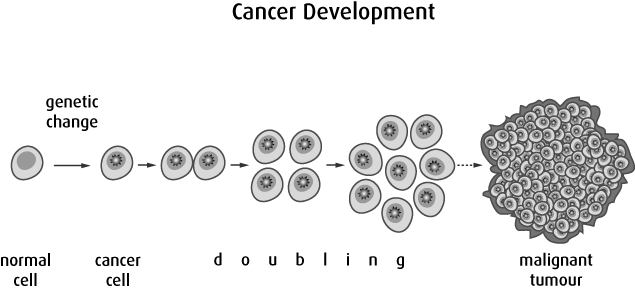 Cancer Development
genetic
change
normal
cell
cancer
cell
d o u b l i n g
malignant
tumour